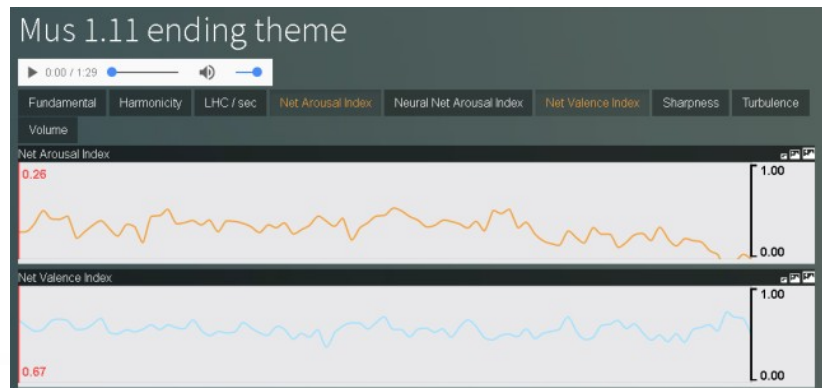 Mus 1.11 ending theme
0:00 / 1:29
Fundamental Harmonicity LHC / sec Net Arousal Index Neural Net Arousal Index Net Valence Index Sharpness Turbulence
Volume
Net Arousal Index
0.26 1.00
0.00
Net Valence Index
1.00
0.67 0.00